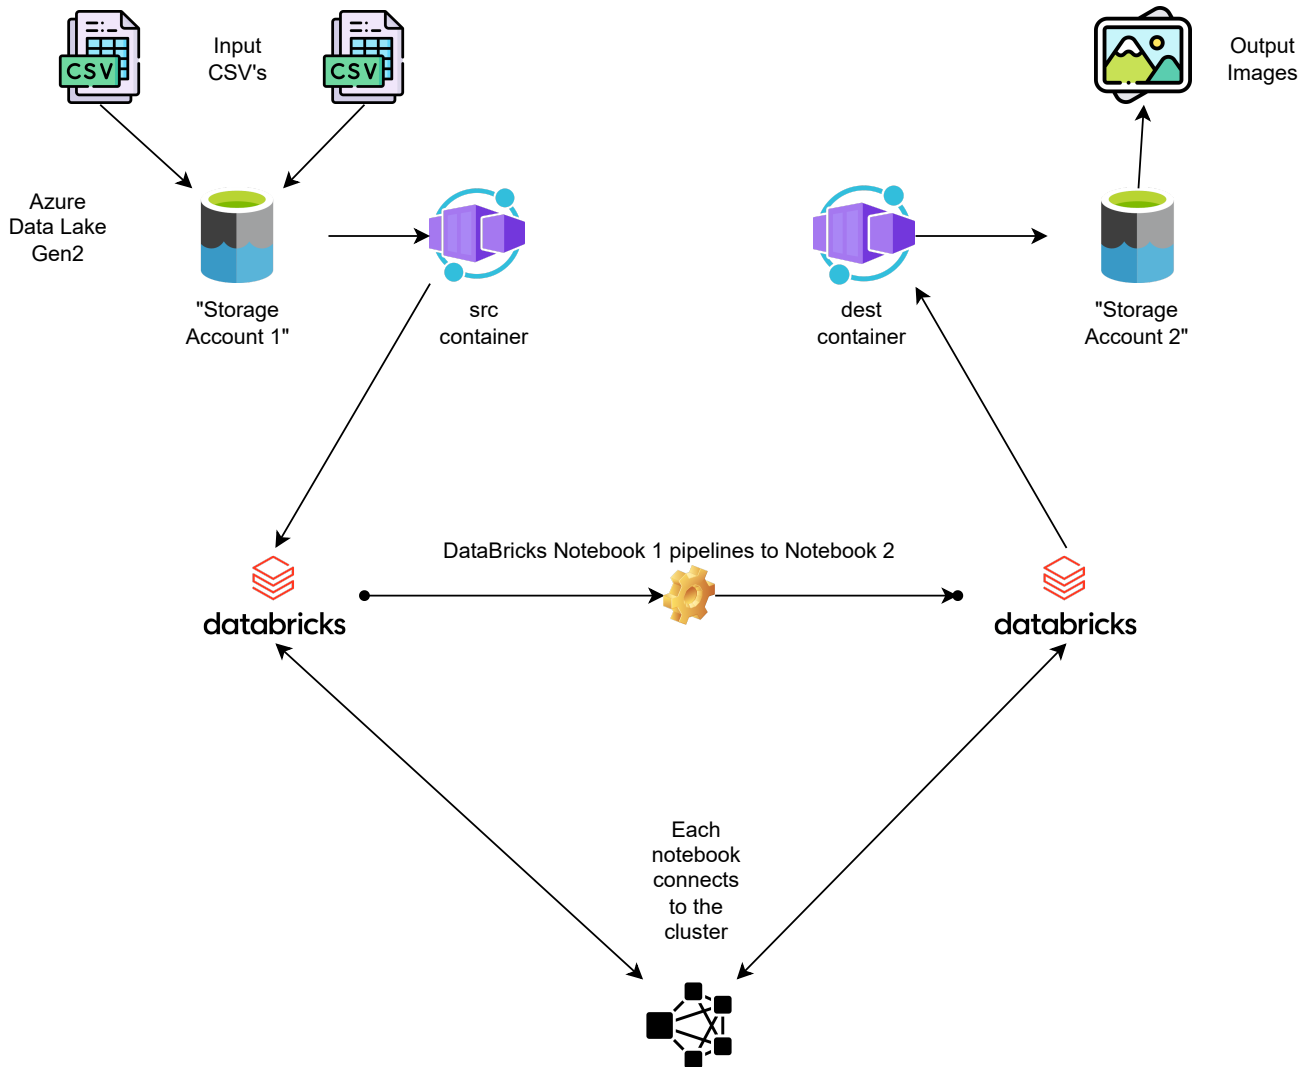 Input
CSV's
CSV
CSV
Output
Images
Azure
Data Lake
Gen2
"Storage
Account 1"
src
container
dest
container
"Storage
Account 2"
DataBricks Notebook 1 pipelines to Notebook 2
databricks
databricks
Each
notebook
connects
to the
cluster